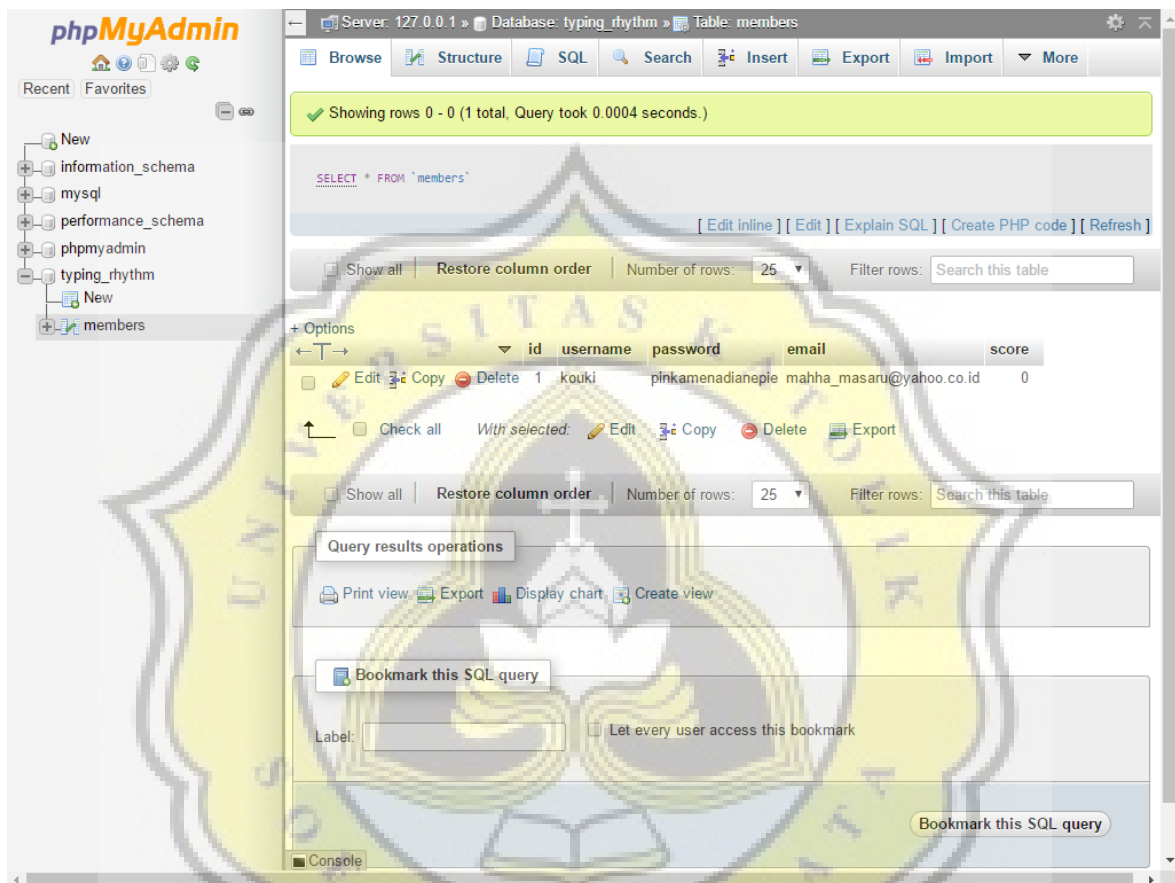 phpMyAdmin
Recent Favorites
New
information_schema
mysql
performance_schema
phpmyadmin
typing_rhythm
New
members
Server: 127.0.0.1 » Database: typing_rhythm » Table: members
Browse Structure SQL Search Insert Export Import More
Showing rows 0 - 0 (1 total, Query took 0.0004 seconds.)
SELECT * FROM `members`
[ Edit inline ] [ Edit ] [ Explain SQL ] [ Create PHP code ] [ Refresh ]
Show all Restore column order Number of rows: 25 Filter rows: Search this table
+ Options
←T→ id username password email score
Edit Copy Delete 1 kouki pinkamenadianepie mahha_masaru@yahoo.co.id 0
Check all With selected: Edit Copy Delete Export
Show all Restore column order Number of rows: 25 Filter rows: Search this table
Query results operations
Print view Export Display chart Create view
Bookmark this SQL query
Label: Let every user access this bookmark
Bookmark this SQL query
Console